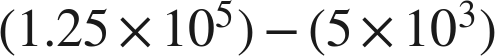 (1.25 × 10⁵) − (5 × 10³)